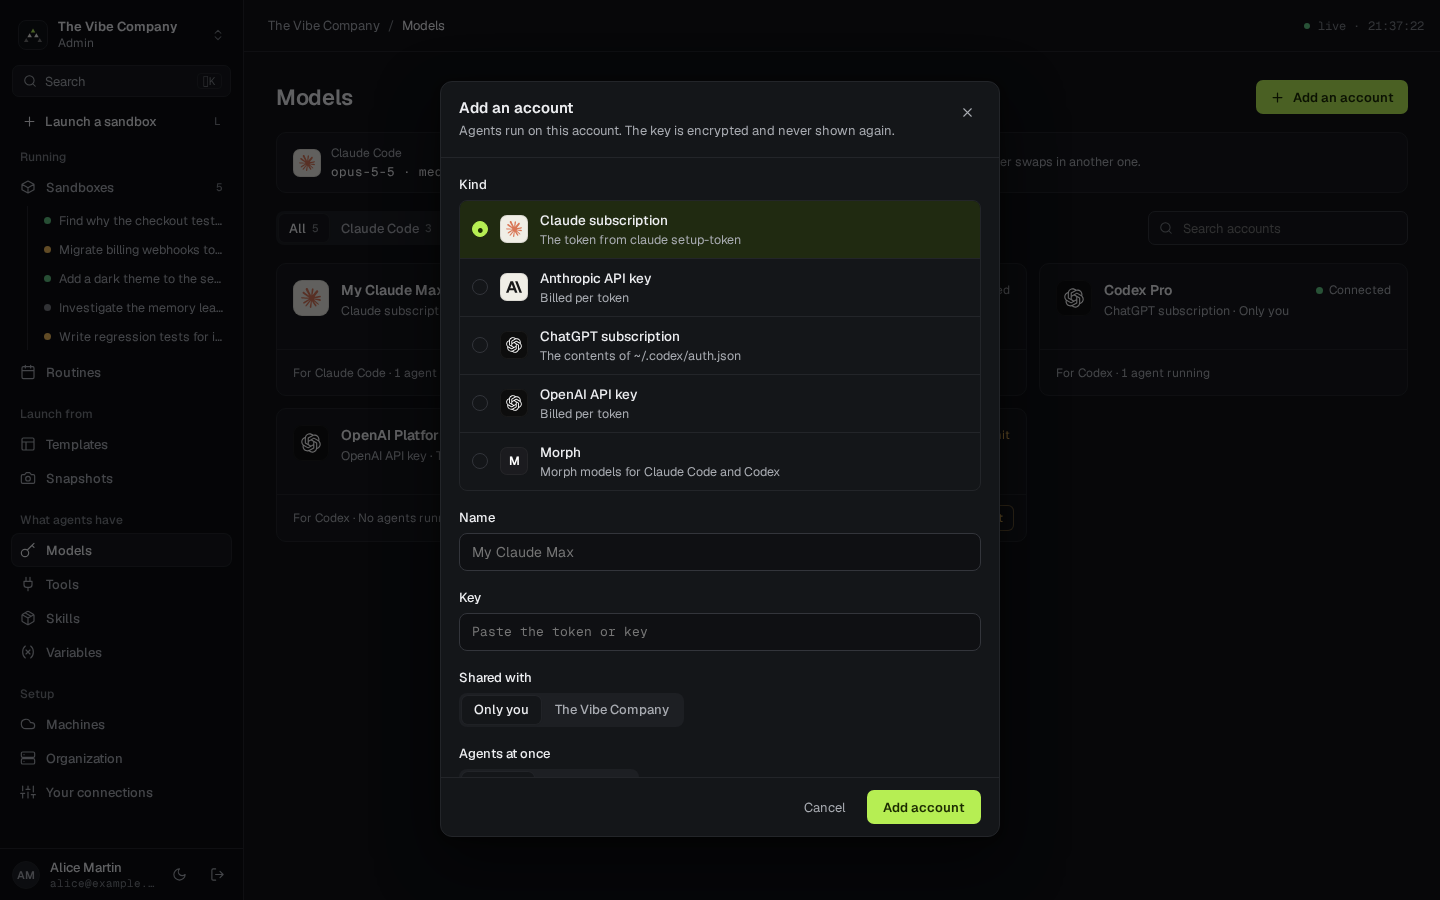 The Vibe Company
Admin
Search
K
Launch a sandbox
L
Running
Sandboxes
5
Find why the checkout test…
Migrate billing webhooks to…
Add a dark theme to the se…
Investigate the memory lea…
Write regression tests for i…
Routines
Launch from
Templates
Snapshots
What agents have
Models
Tools
Skills
Variables
Setup
Machines
Organization
Your connections
AM
Alice Martin
alice@example.…
The Vibe Company / Models
live · 21:37:22
Models
Add an account
Claude Code
opus-5-5 ·
swaps in another one.
All 5
Claude Code 3
Search accounts
My Claude Max
Claude subscript
For Claude Code · 1 agent
Codex Pro
Connected
ChatGPT subscription · Only you
For Codex · 1 agent running
OpenAI Platfor
OpenAI API key ·
For Codex · No agents run
Add an account
Agents run on this account. The key is encrypted and never shown again.
Kind
Claude subscription
The token from claude setup-token
Anthropic API key
Billed per token
ChatGPT subscription
The contents of ~/.codex/auth.json
OpenAI API key
Billed per token
M
Morph
Morph models for Claude Code and Codex
Name
My Claude Max
Key
Paste the token or key
Shared with
Only you
The Vibe Company
Agents at once
Cancel
Add account